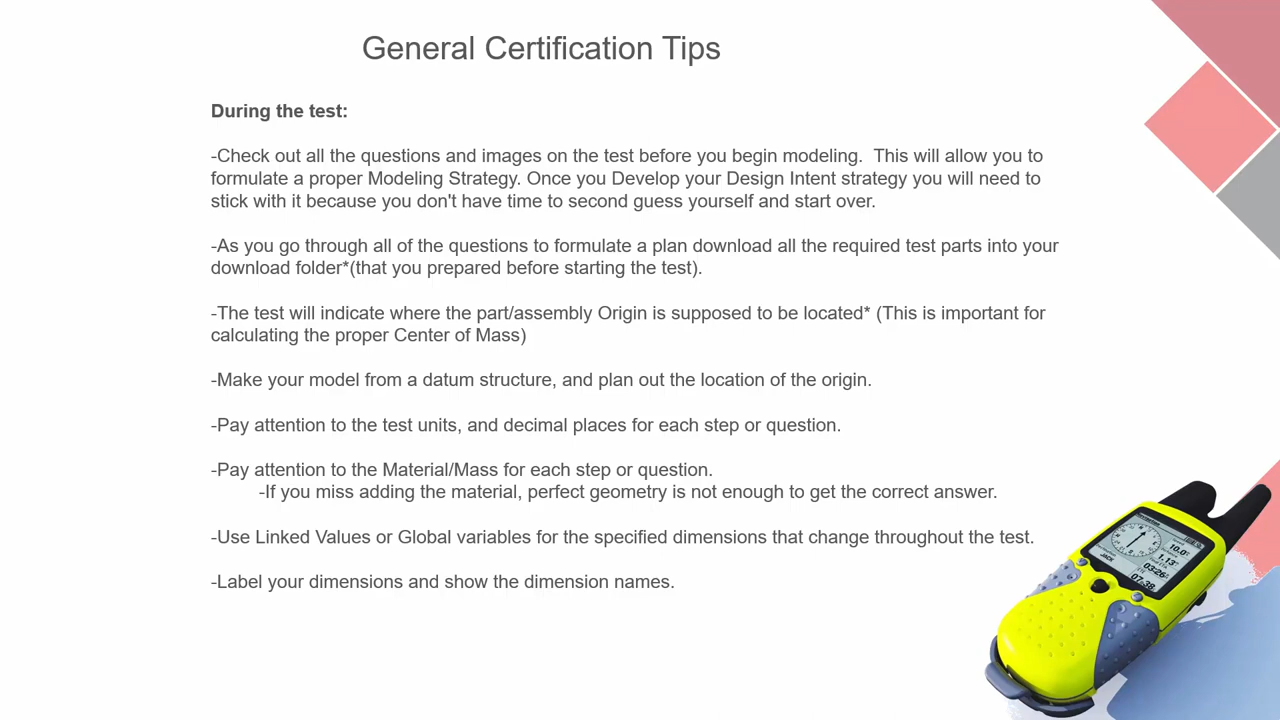 General Certification Tips
During the test:
-Check out all the questions and images on the test before you begin modeling.  This will allow you to
formulate a proper Modeling Strategy. Once you Develop your Design Intent strategy you will need to
stick with it because you don't have time to second guess yourself and start over.
-As you go through all of the questions to formulate a plan download all the required test parts into your
download folder*(that you prepared before starting the test).
-The test will indicate where the part/assembly Origin is supposed to be located* (This is important for
calculating the proper Center of Mass)
-Make your model from a datum structure, and plan out the location of the origin.
-Pay attention to the test units, and decimal places for each step or question.
-Pay attention to the Material/Mass for each step or question.
-If you miss adding the material, perfect geometry is not enough to get the correct answer.
-Use Linked Values or Global variables for the specified dimensions that change throughout the test.
-Label your dimensions and show the dimension names.
10.0
1.13
03:26
07:38
JACK